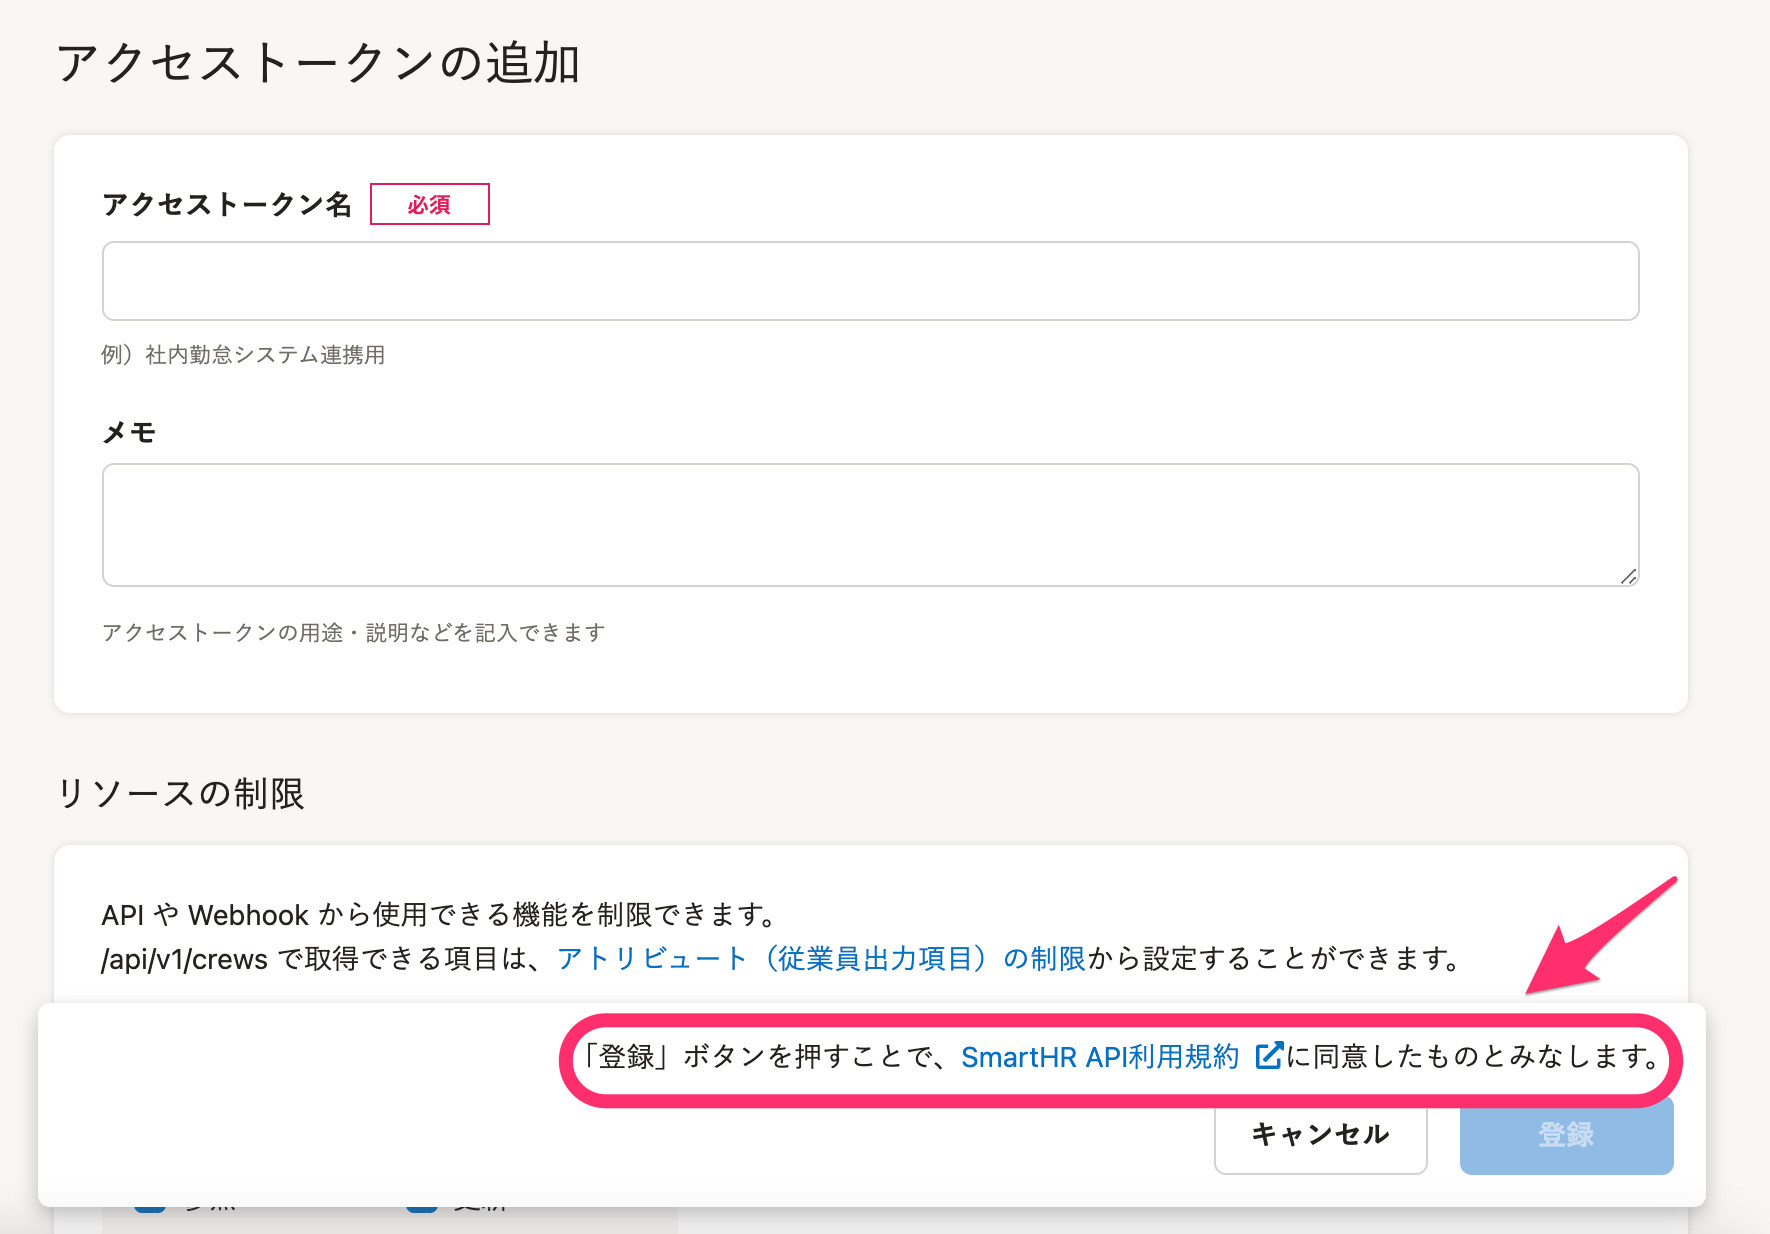 アクセストークンの追加
アクセストークン名 必須
例）社内勤怠システム連携用
メモ
アクセストークンの用途・説明などを記入できます
リソースの制限
API や Webhook から使用できる機能を制限できます。
/api/v1/crews で取得できる項目は、アトリビュート（従業員出力項目）の制限から設定することができます。
「登録」ボタンを押すことで、SmartHR API利用規約 に同意したものとみなします。
キャンセル 登録